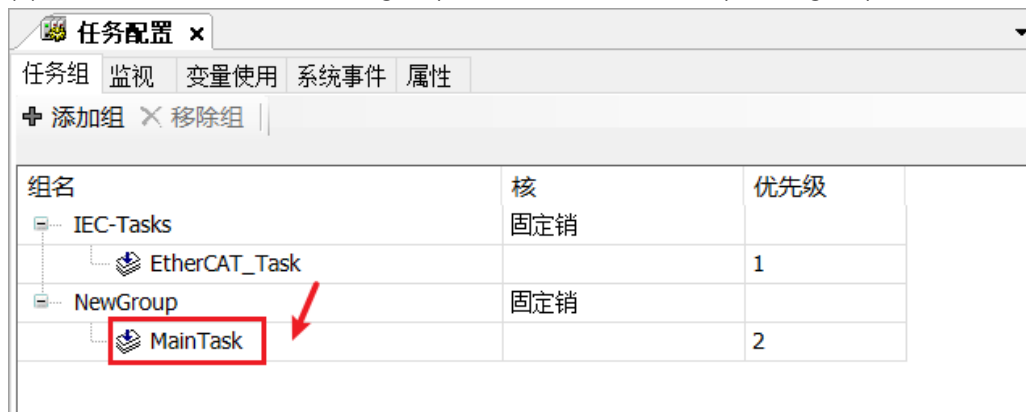 任务配置 ×
任务组 监视 变量使用 系统事件 属性
添加组 移除组
组名 核 优先级
IEC-Tasks 固定销
EtherCAT_Task 1
NewGroup 固定销
MainTask 2